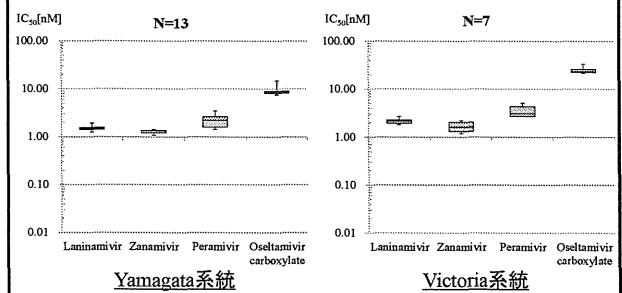 IC₅₀[nM]
N=13
100.00
10.00
1.00
0.10
0.01
Laninamivir Zanamivir Peramivir Oseltamivir
carboxylate
Yamagata系統
IC₅₀[nM]
N=7
100.00
10.00
1.00
0.10
0.01
Laninamivir Zanamivir Peramivir Oseltamivir
carboxylate
Victoria系統